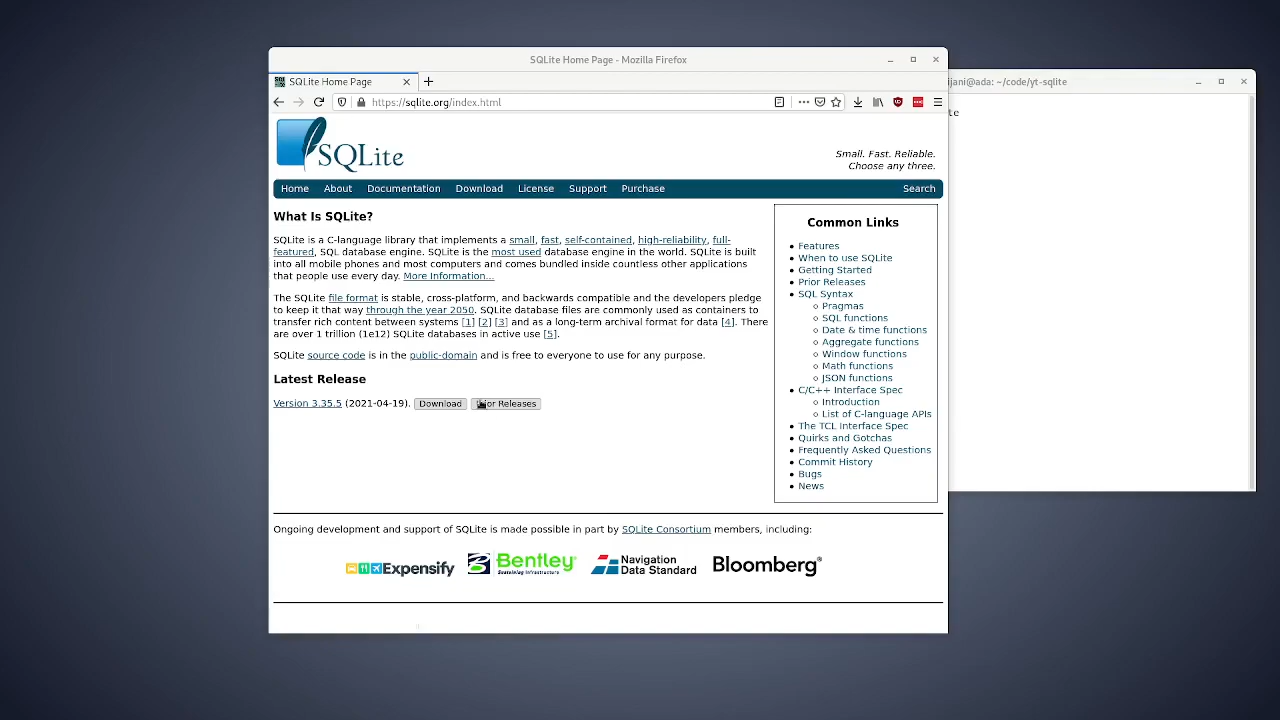 SQLite Home Page - Mozilla Firefox
SQLite Home Page
ijani@ada: ~/code/yt-sqlite
https://sqlite.org/index.html
te
SQLite
Small. Fast. Reliable.
Choose any three.
Home About Documentation Download License Support Purchase Search
What Is SQLite?
SQLite is a C-language library that implements a small, fast, self-contained, high-reliability, full-
featured, SQL database engine. SQLite is the most used database engine in the world. SQLite is built
into all mobile phones and most computers and comes bundled inside countless other applications
that people use every day. More Information...
The SQLite file format is stable, cross-platform, and backwards compatible and the developers pledge
to keep it that way through the year 2050. SQLite database files are commonly used as containers to
transfer rich content between systems [1] [2] [3] and as a long-term archival format for data [4]. There
are over 1 trillion (1e12) SQLite databases in active use [5].
SQLite source code is in the public-domain and is free to everyone to use for any purpose.
Latest Release
Version 3.35.5 (2021-04-19). Download Prior Releases
Common Links
Features
When to use SQLite
Getting Started
Prior Releases
SQL Syntax
Pragmas
SQL functions
Date & time functions
Aggregate functions
Window functions
Math functions
JSON functions
C/C++ Interface Spec
Introduction
List of C-language APIs
The TCL Interface Spec
Quirks and Gotchas
Frequently Asked Questions
Commit History
Bugs
News
Ongoing development and support of SQLite is made possible in part by SQLite Consortium members, including:
Expensify
Bentley®
Sustaining Infrastructure
Navigation
Data Standard
Bloomberg®